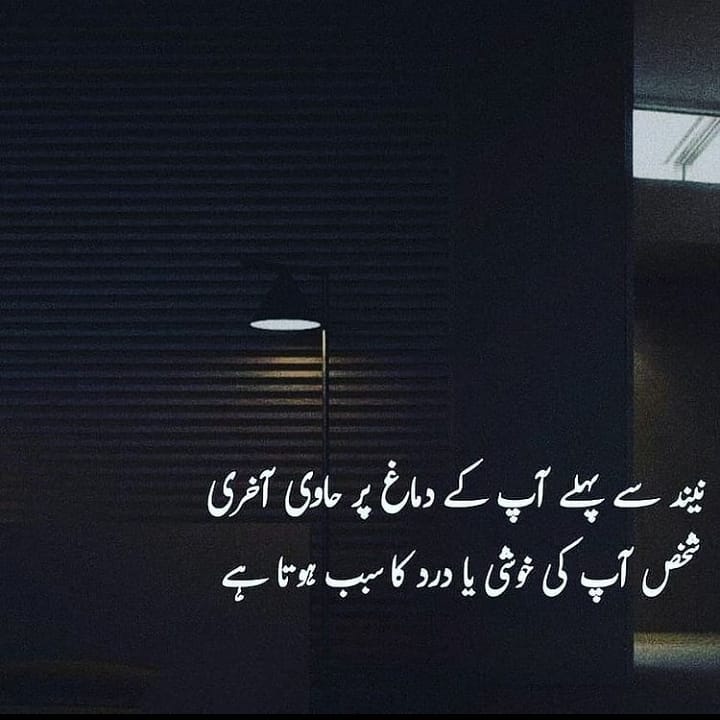 نیند سے پہلے آپ کے دماغ پر حاوی آخری
شخص آپ کی خوشی یا درد کا سبب ہوتا ہے